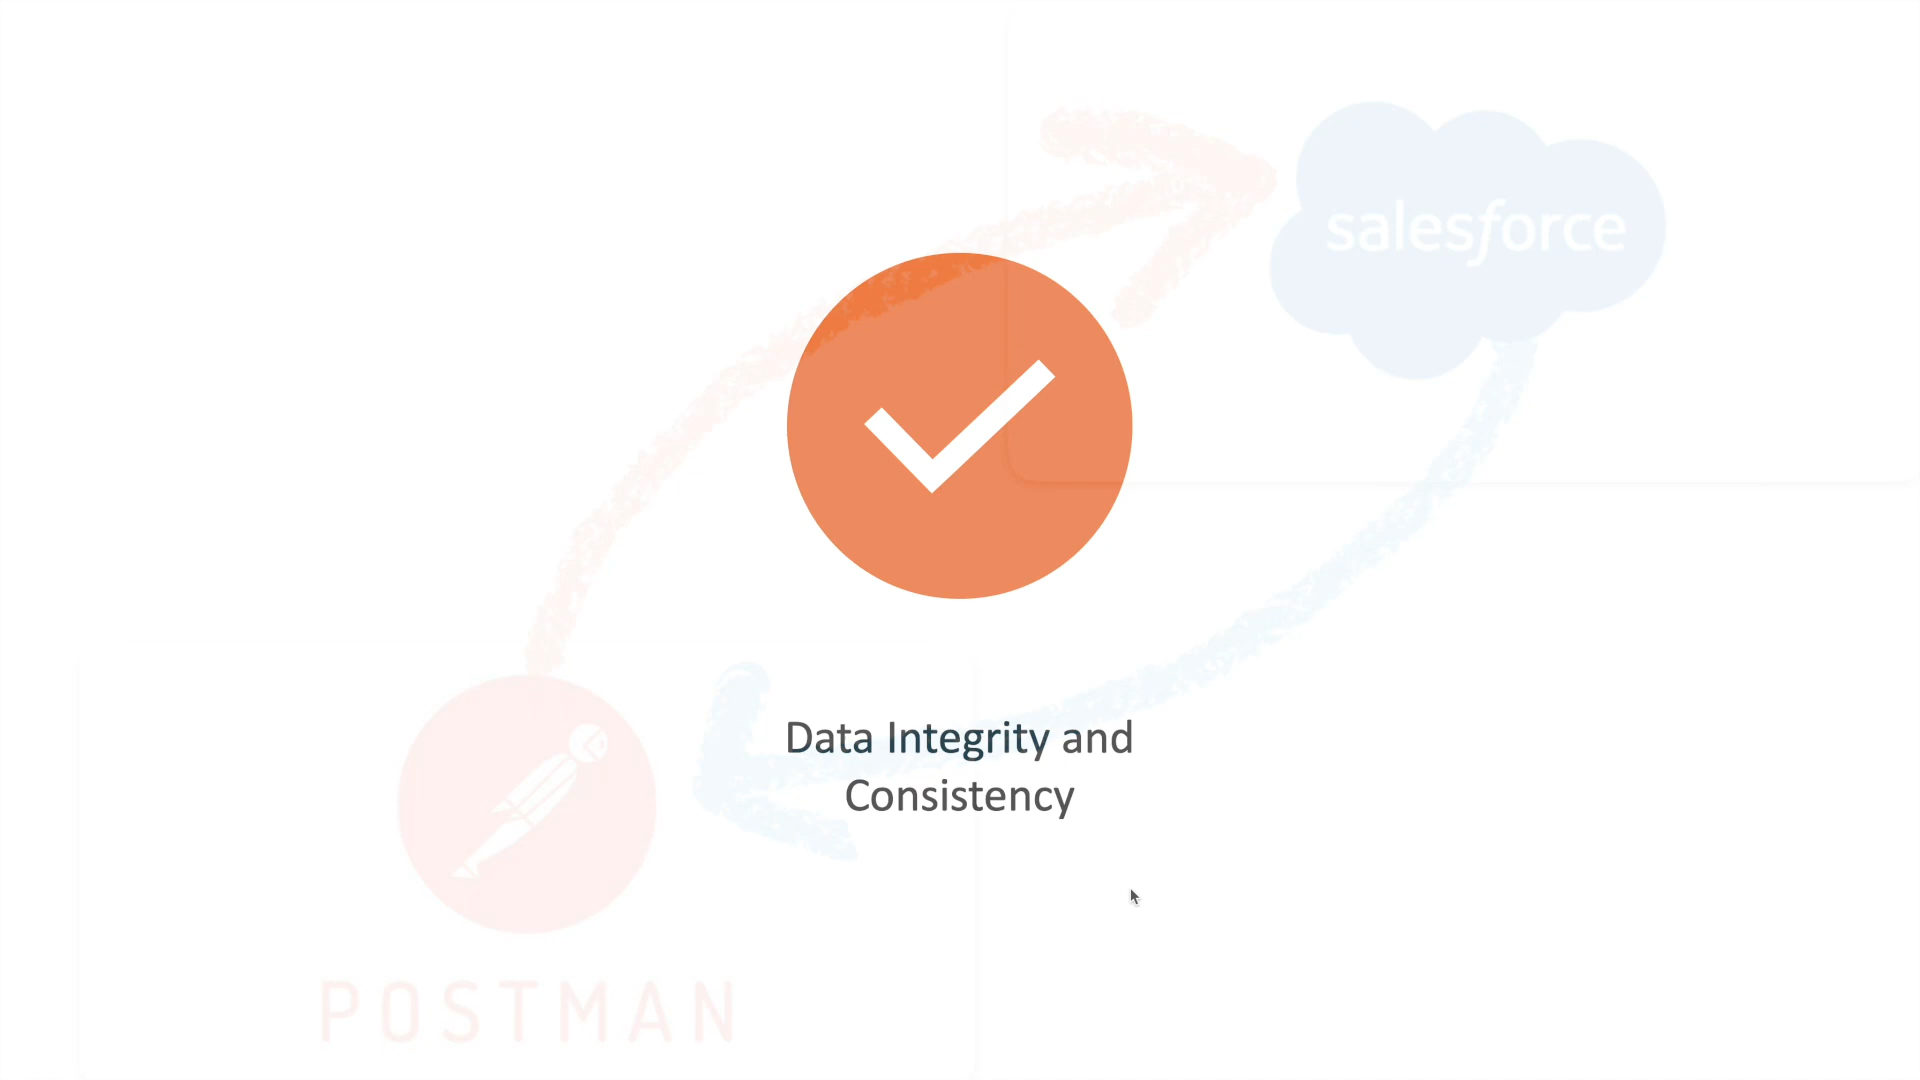 salesforce
Data Integrity and
Consistency
POSTMAN